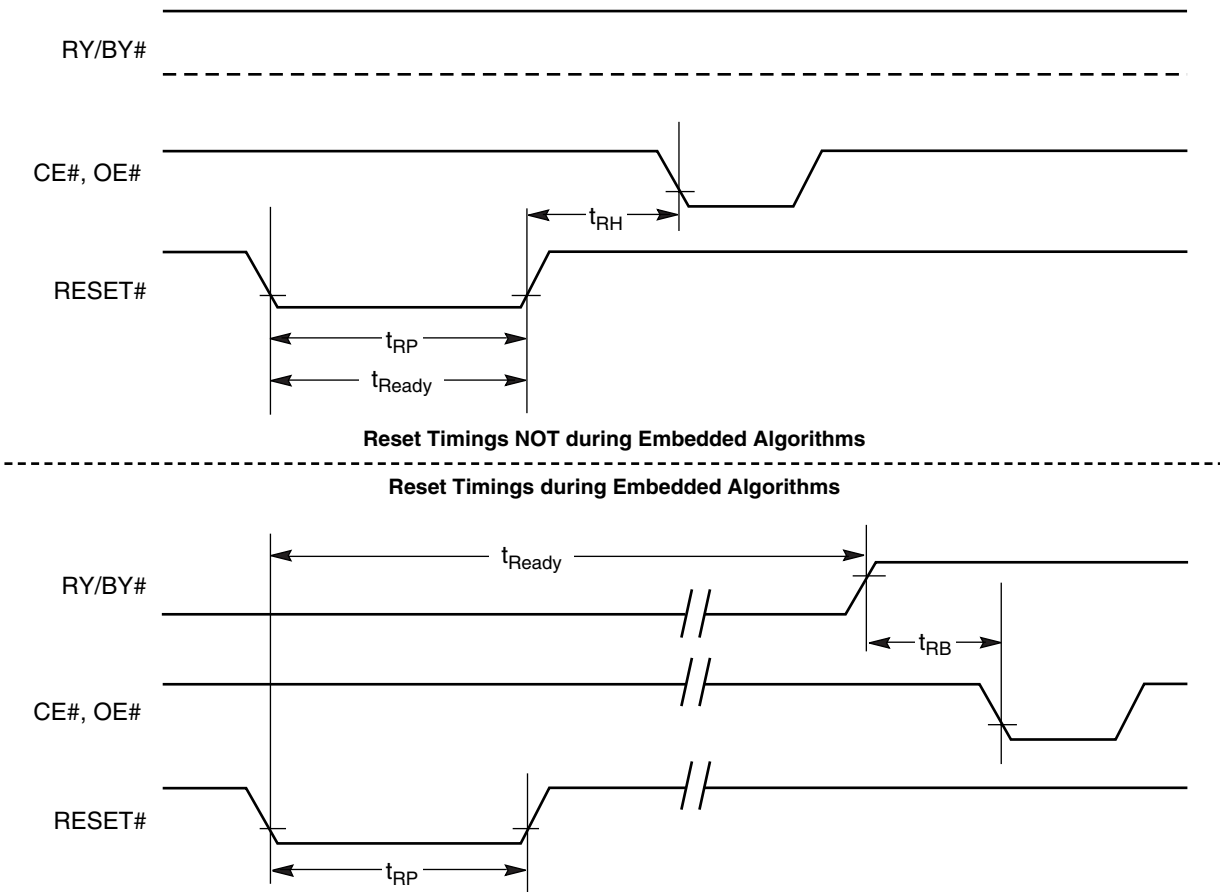 RY/BY#
CE#, OE#
tRH
RESET#
tRP
tReady
Reset Timings NOT during Embedded Algorithms
Reset Timings during Embedded Algorithms
tReady
RY/BY#
tRB
CE#, OE#
RESET#
tRP